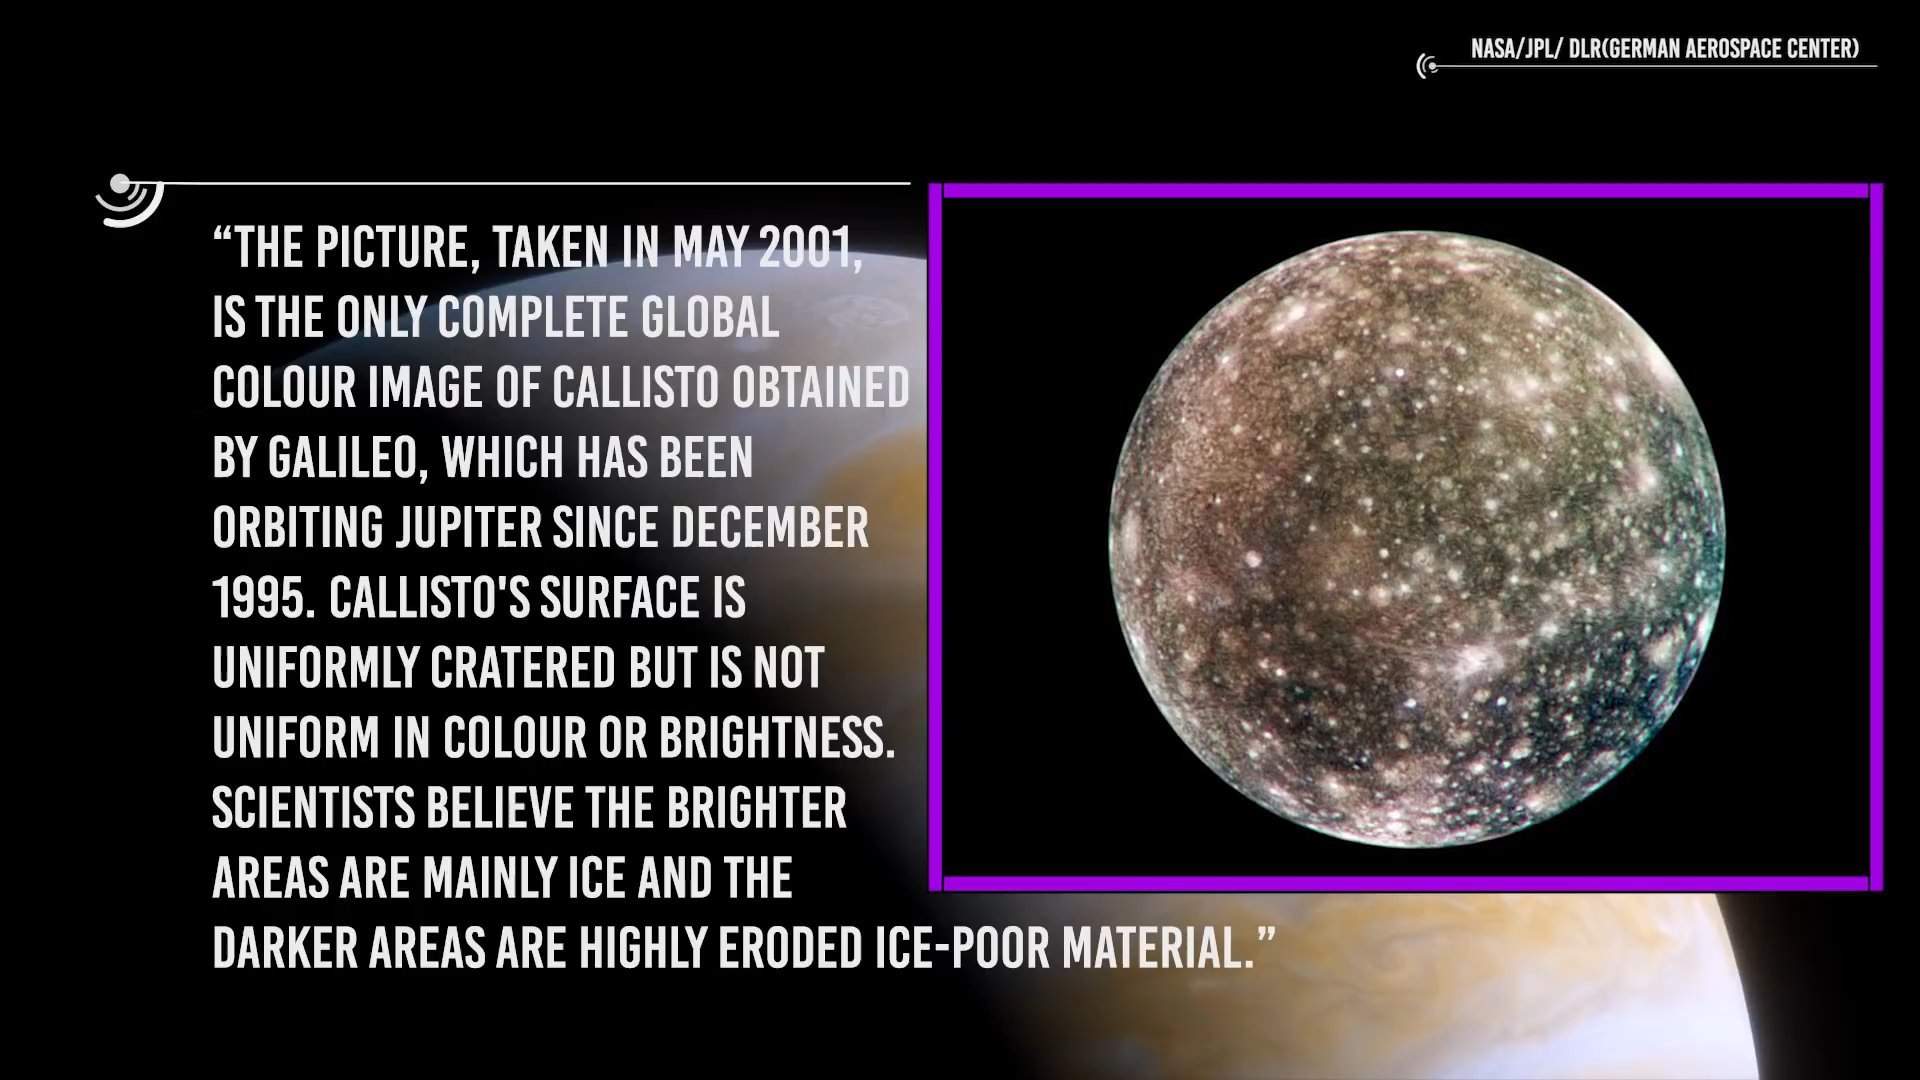 NASA/JPL/ DLR(GERMAN AEROSPACE CENTER)
“THE PICTURE, TAKEN IN MAY 2001,
IS THE ONLY COMPLETE GLOBAL
COLOUR IMAGE OF CALLISTO OBTAINED
BY GALILEO, WHICH HAS BEEN
ORBITING JUPITER SINCE DECEMBER
1995. CALLISTO'S SURFACE IS
UNIFORMLY CRATERED BUT IS NOT
UNIFORM IN COLOUR OR BRIGHTNESS.
SCIENTISTS BELIEVE THE BRIGHTER
AREAS ARE MAINLY ICE AND THE
DARKER AREAS ARE HIGHLY ERODED ICE-POOR MATERIAL.”